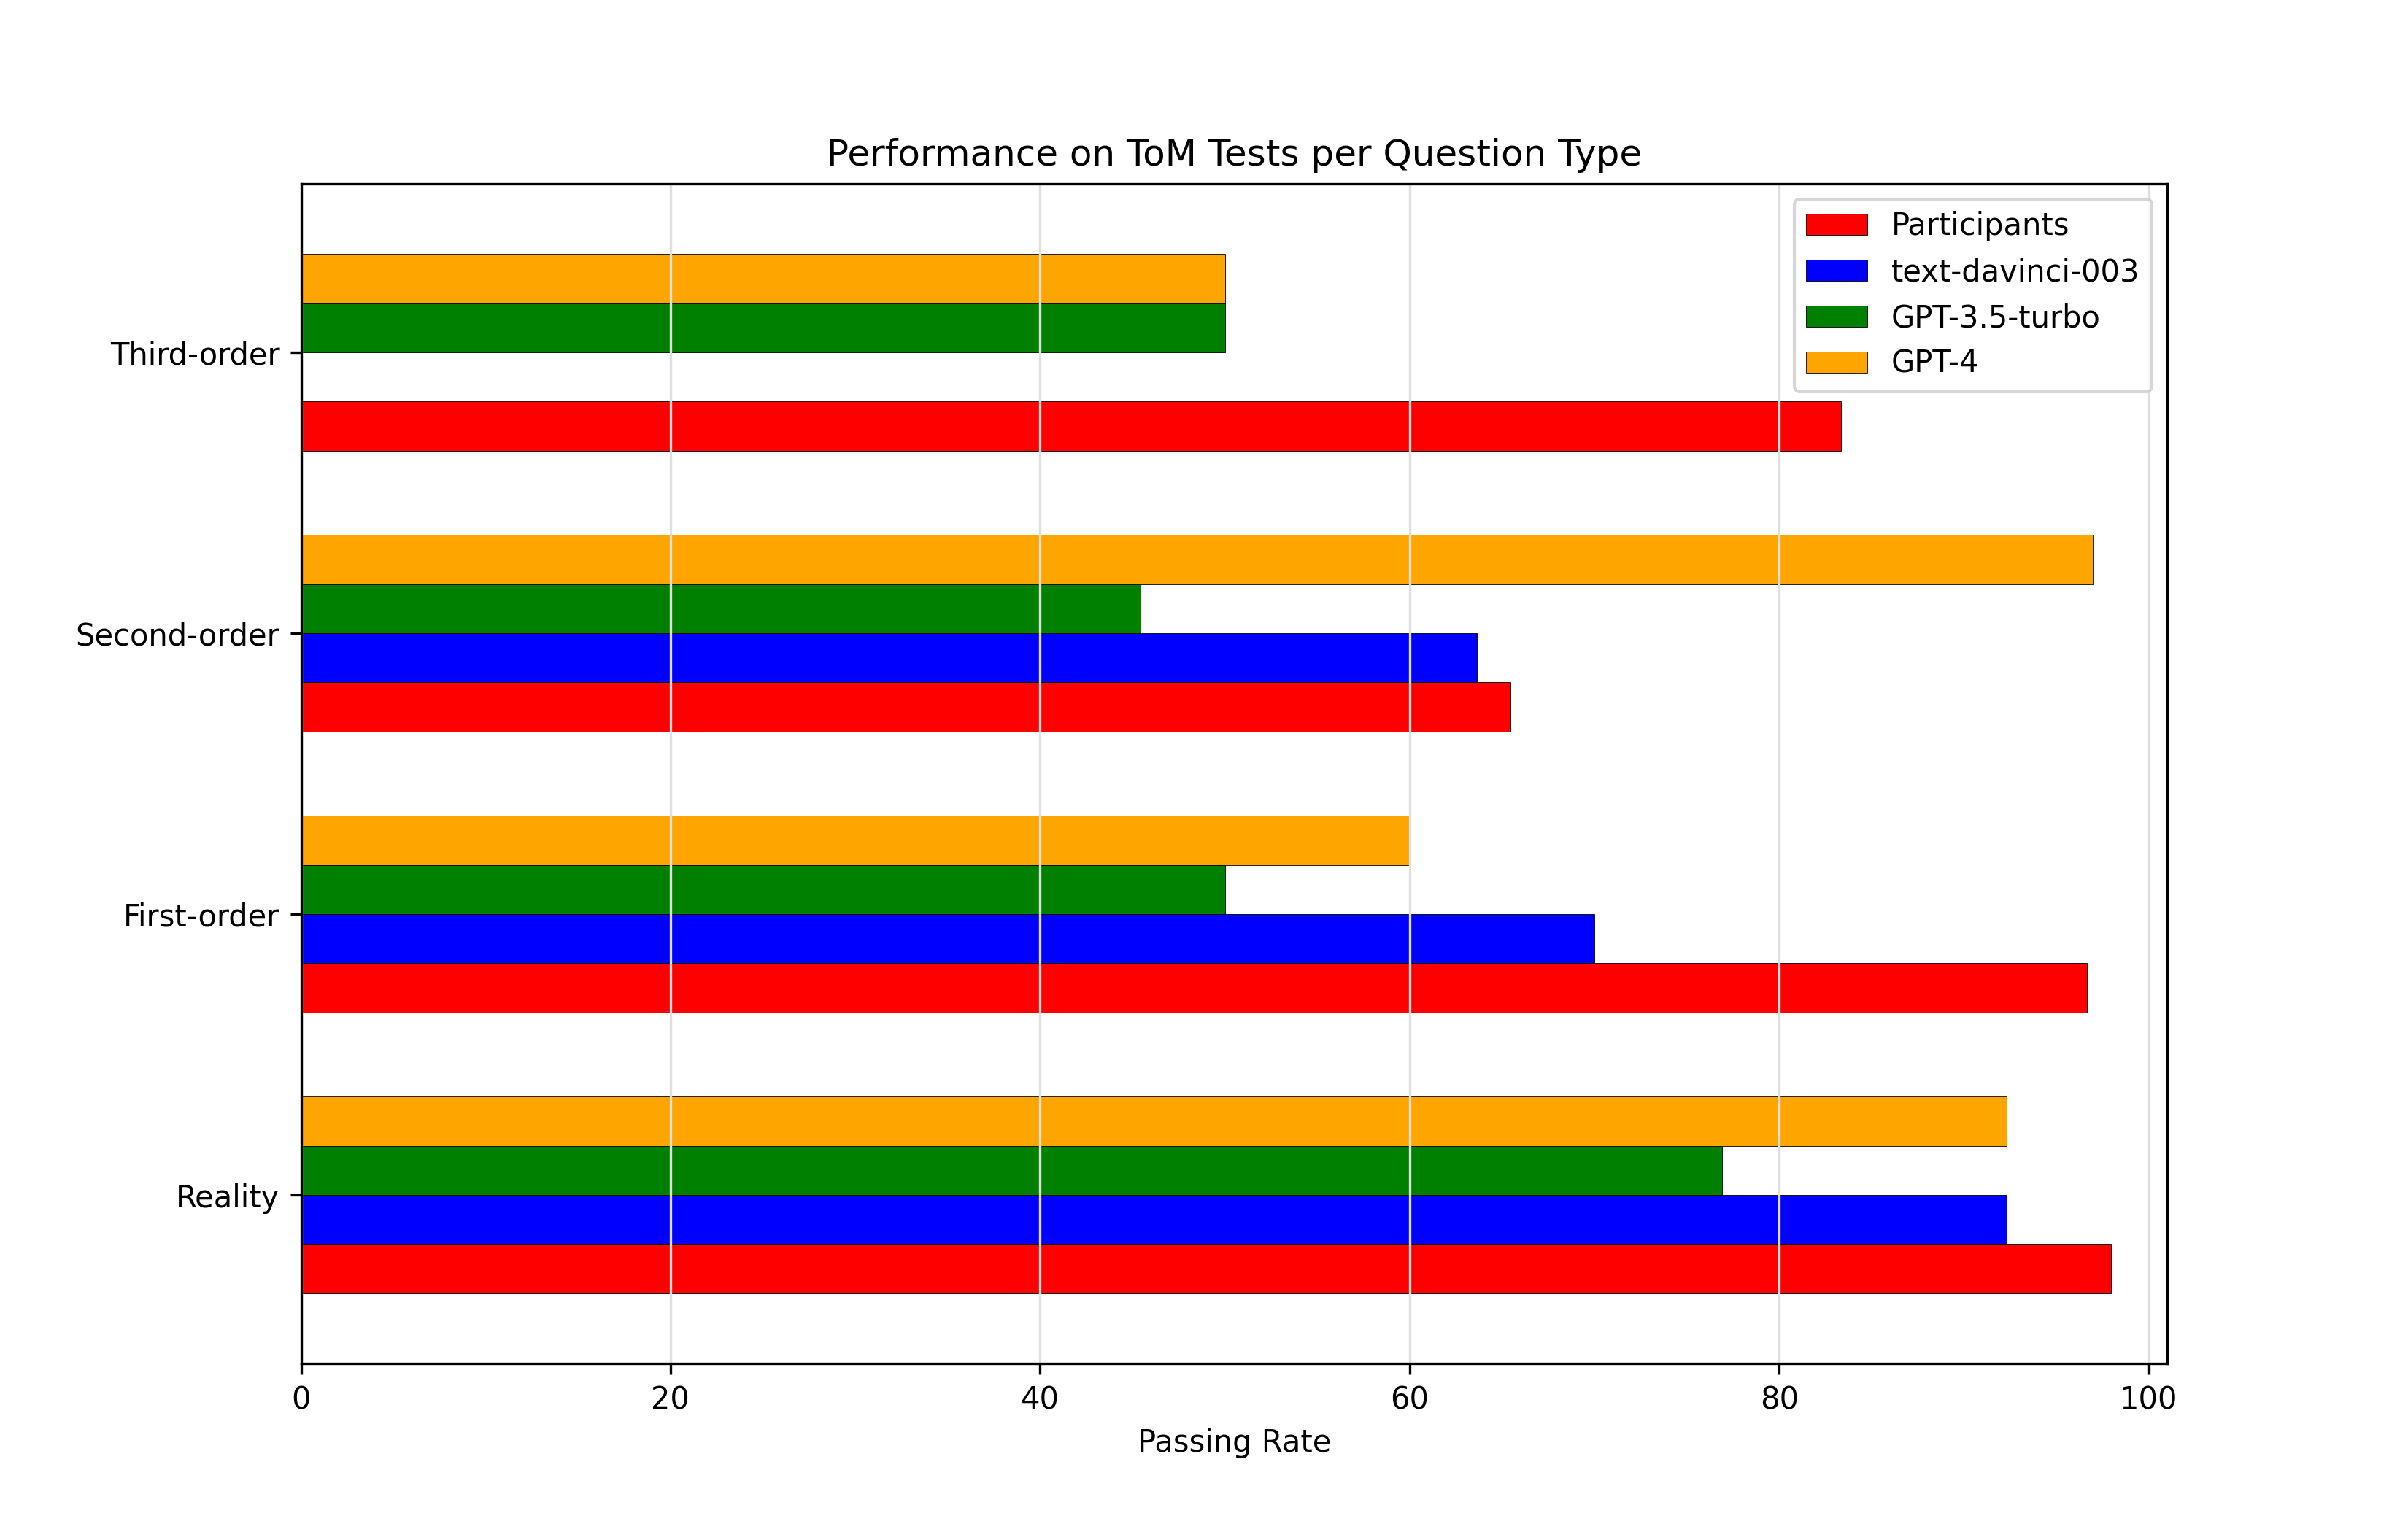 Performance on ToM Tests per Question Type
Participants
text-davinci-003
GPT-3.5-turbo
GPT-4
Third-order
Second-order
First-order
Reality
0 20 40 60 80 100
Passing Rate